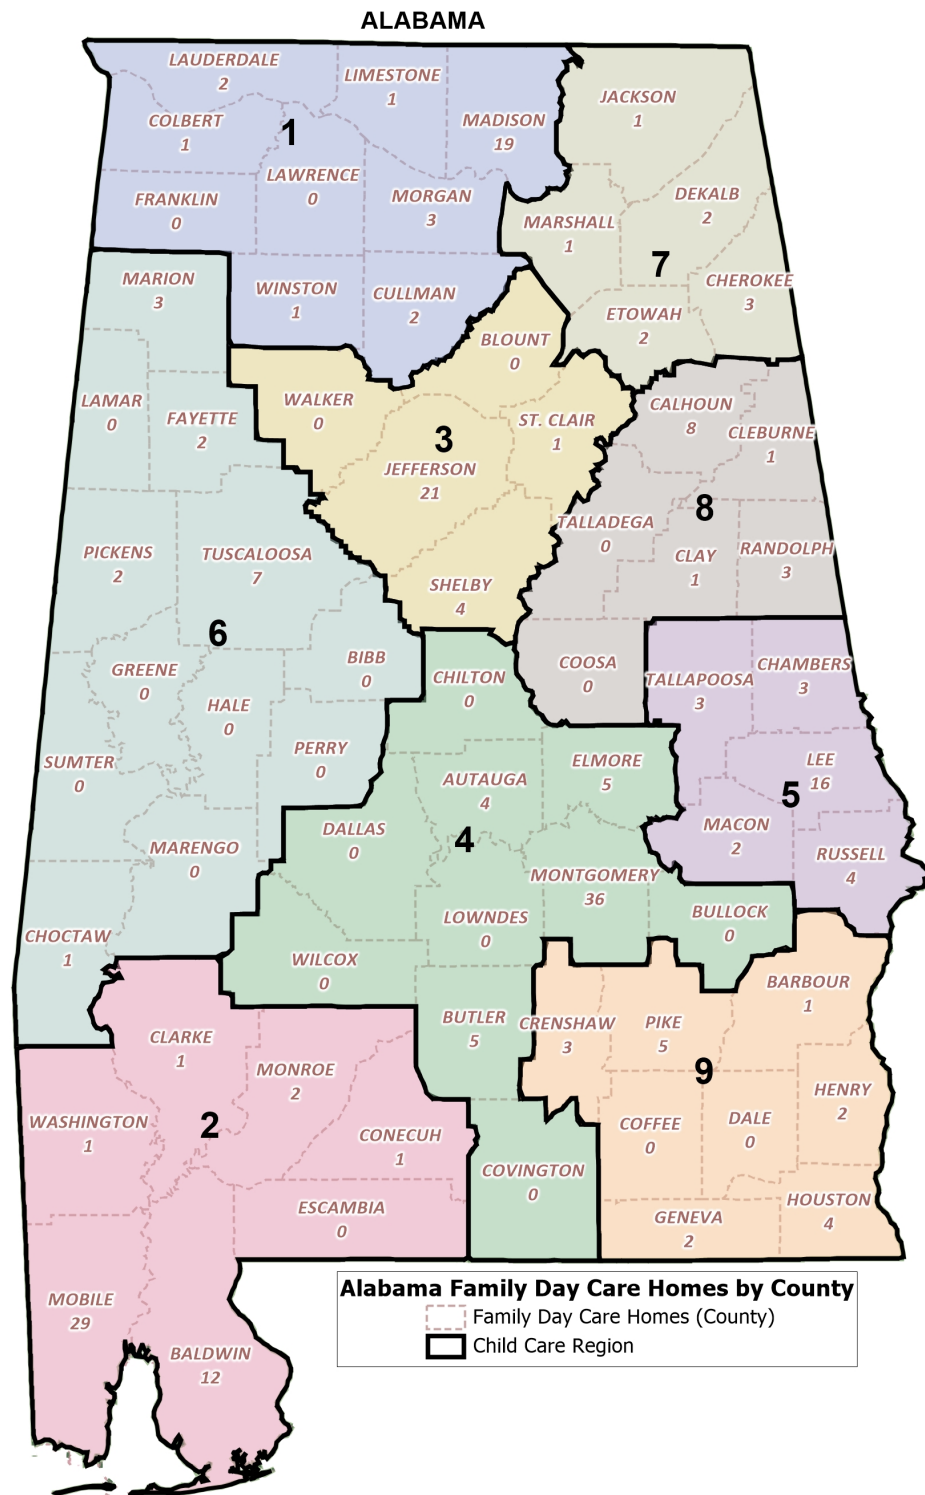 ALABAMA
LAUDERDALE
2
LIMESTONE
1
JACKSON
1
COLBERT
1
1
MADISON
19
LAWRENCE
0
FRANKLIN
0
MORGAN
3
DEKALB
2
MARSHALL
1
7
MARION
3
WINSTON
1
CULLMAN
2
CHEROKEE
3
ETOWAH
2
BLOUNT
0
LAMAR
0
FAYETTE
2
WALKER
0
ST. CLAIR
1
CALHOUN
8
CLEBURNE
1
3
JEFFERSON
21
8
TALLADEGA
0
PICKENS
2
TUSCALOOSA
7
CLAY
1
RANDOLPH
3
SHELBY
4
6
GREENE
0
BIBB
0
CHILTON
0
COOSA
0
TALLAPOOSA
3
CHAMBERS
3
HALE
0
SUMTER
0
PERRY
0
AUTAUGA
4
ELMORE
5
LEE
16
5
DALLAS
0
4
MACON
2
MARENGO
0
RUSSELL
4
MONTGOMERY
36
LOWNDES
0
BULLOCK
0
CHOCTAW
1
WILCOX
0
BARBOUR
1
CLARKE
1
BUTLER
5
CRENSHAW
3
PIKE
5
MONROE
2
9
HENRY
2
WASHINGTON
1
2
CONECUH
1
COFFEE
0
DALE
0
COVINGTON
0
ESCAMBIA
0
GENEVA
2
HOUSTON
4
MOBILE
29
BALDWIN
12
Alabama Family Day Care Homes by County
Family Day Care Homes (County)
Child Care Region